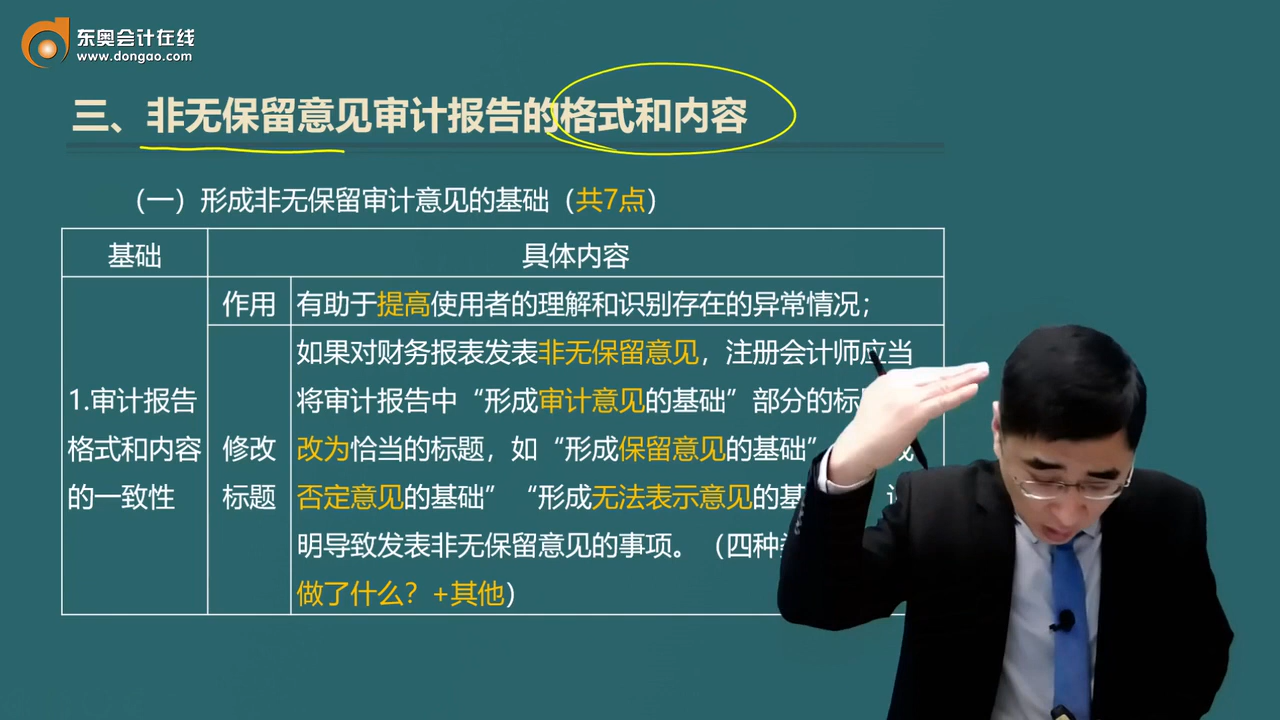 东奥会计在线
www.dongao.com
三、非无保留意见审计报告的格式和内容
（一）形成非无保留审计意见的基础（共7点）
基础
具体内容
1.审计报告
格式和内容
的一致性
作用
有助于提高使用者的理解和识别存在的异常情况；
修改
标题
如果对财务报表发表非无保留意见，注册会计师应当
将审计报告中“形成审计意见的基础”部分的标
改为恰当的标题，如“形成保留意见的基础”
否定意见的基础”“形成无法表示意见的基
明导致发表非无保留意见的事项。（四种
做了什么？+其他）